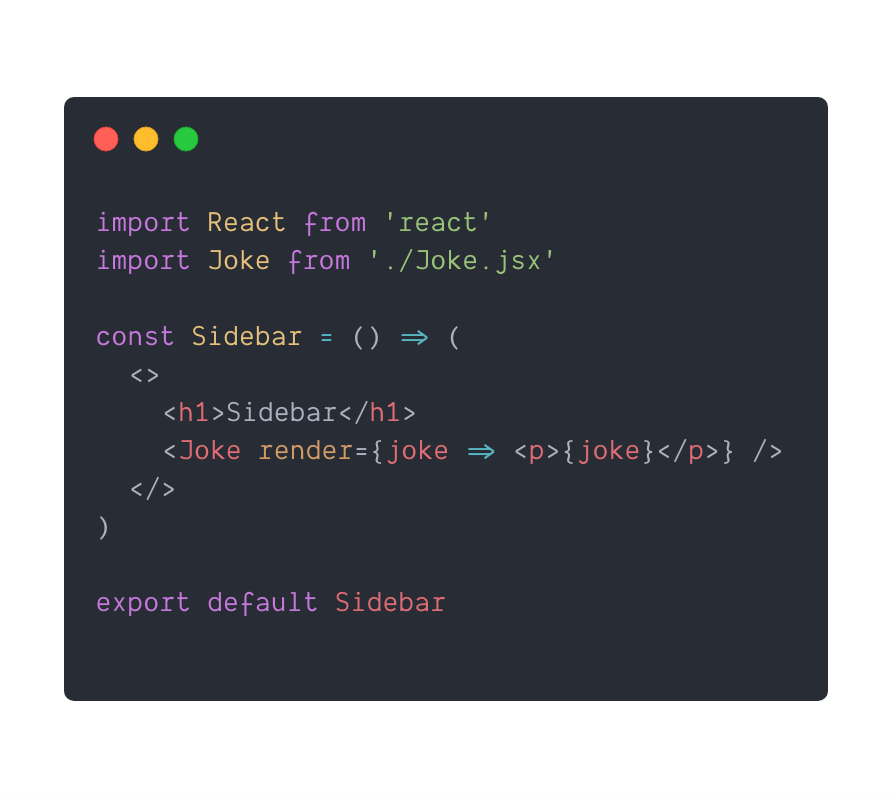 import React from 'react'
import Joke from './Joke.jsx'
const Sidebar = () => (
<>
<h1>Sidebar</h1>
<Joke render={joke => <p>{joke}</p>} />
</>
)
export default Sidebar